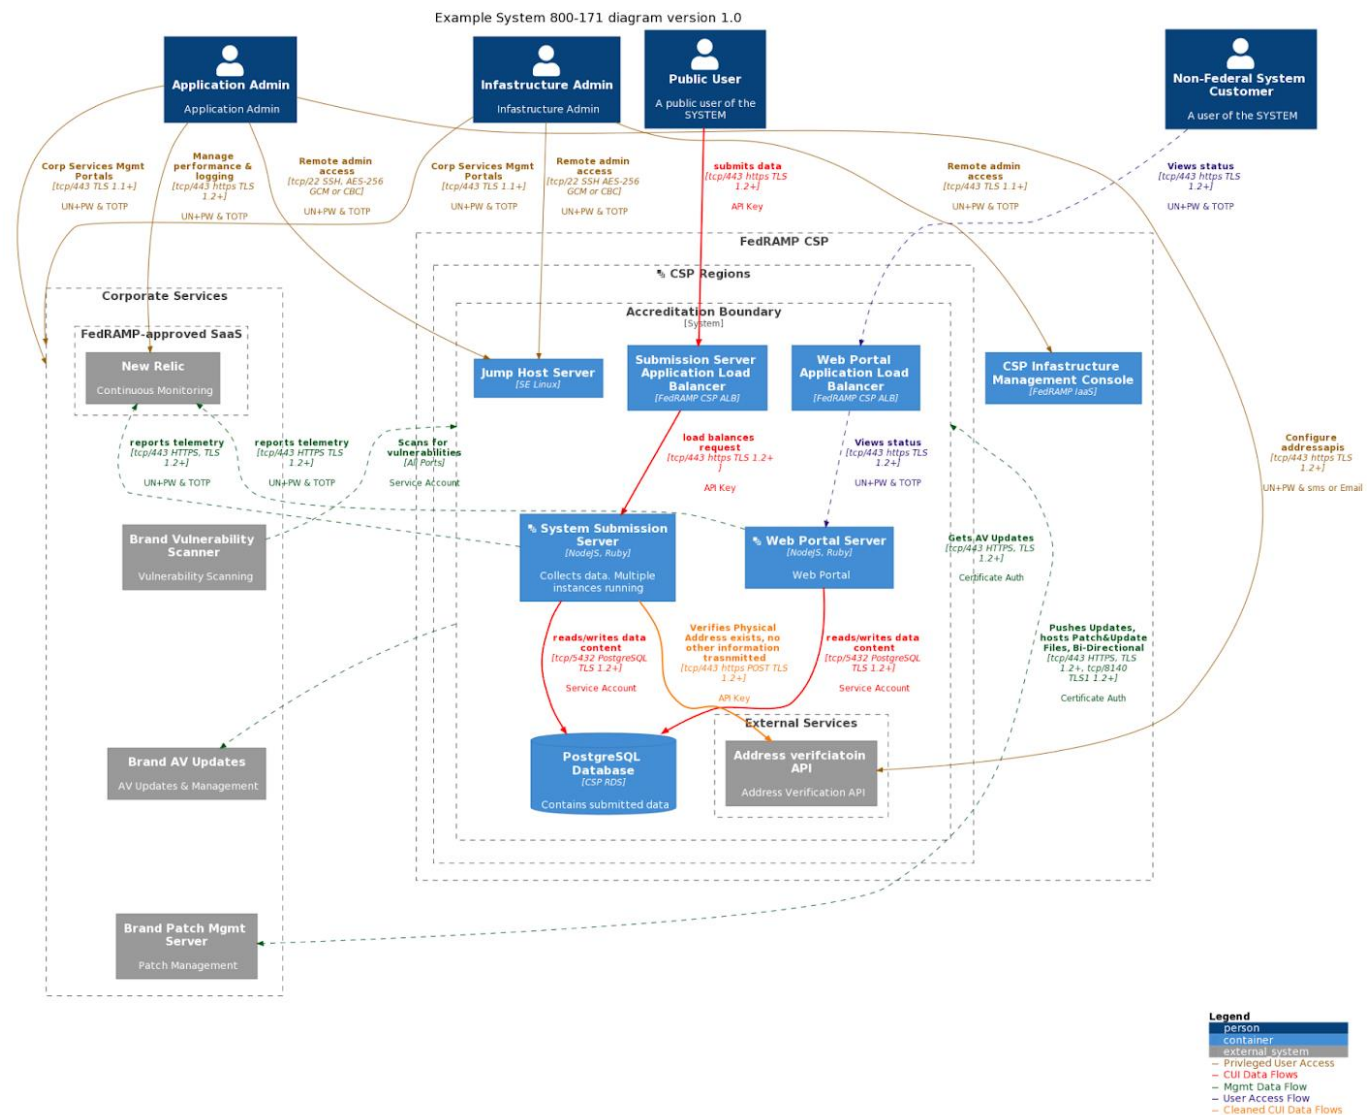 Example System 800-171 diagram version 1.0
Application Admin
Application Admin
Infastructure Admin
Infastructure Admin
Public User
A public user of the
SYSTEM
Non-Federal System
Customer
A user of the SYSTEM
Corp Services Mgmt
Portals
[tcp/443 TLS 1.1+]
UN+PW & TOTP
Manage
performance &
logging
[tcp/443 https TLS
1.2+]
UN+PW & TOTP
Remote admin
access
[tcp/22 SSH, AES-256
GCM or CBC]
UN+PW & TOTP
Corp Services Mgmt
Portals
[tcp/443 TLS 1.1+]
UN+PW & TOTP
Remote admin
access
[tcp/22 SSH AES-256
GCM or CBC]
UN+PW & TOTP
submits data
[tcp/443 https TLS
1.2+]
API Key
Remote admin
access
[tcp/443 TLS 1.1+]
UN+PW & TOTP
Views status
[tcp/443 https TLS
1.2+]
UN+PW & TOTP
FedRAMP CSP
CSP Regions
Accreditation Boundary
[System]
Corporate Services
FedRAMP-approved SaaS
New Relic
Continuous Monitoring
Jump Host Server
[SE Linux]
Submission Server
Application Load
Balancer
[FedRAMP CSP ALB]
Web Portal
Application Load
Balancer
[FedRAMP CSP ALB]
CSP Infastructure
Management Console
[FedRAMP IaaS]
reports telemetry
[tcp/443 HTTPS, TLS
1.2+]
UN+PW & TOTP
reports telemetry
[tcp/443 HTTPS TLS
1.2+]
UN+PW & TOTP
Scans for
vulnerabilities
[All Ports]
Service Account
load balances
request
[tcp/443 https TLS 1.2+
]
API Key
Views status
[tcp/443 https TLS
1.2+]
UN+PW & TOTP
Configure
addressapis
[tcp/443 https TLS
1.2+]
UN+PW & sms or Email
Brand Vulnerability
Scanner
Vulnerability Scanning
System Submission
Server
[NodeJS, Ruby]
Collects data. Multiple
instances running
Web Portal Server
[NodeJS, Ruby]
Web Portal
Gets AV Updates
[tcp/443 HTTPS, TLS
1.2+]
Certificate Auth
reads/writes data
content
[tcp/5432 PostgreSQL
TLS 1.2+]
Service Account
Verifies Physical
Address exists, no
other information
trasnmitted
[tcp/443 https POST TLS
1.2+]
API Key
reads/writes data
content
[tcp/5432 PostgreSQL
TLS 1.2+]
Service Account
Pushes Updates,
hosts Patch&Update
Files, Bi-Directional
[tcp/443 HTTPS, TLS
1.2+, tcp/8140
TLS1 1.2+]
Certificate Auth
External Services
Brand AV Updates
AV Updates & Management
PostgreSQL
Database
[CSP RDS]
Contains submitted data
Address verifciatoin
API
Address Verification API
Brand Patch Mgmt
Server
Patch Management
Legend
person
container
external_system
─ Privleged User Access
─ CUI Data Flows
─ Mgmt Data Flow
─ User Access Flow
─ Cleaned CUI Data Flows